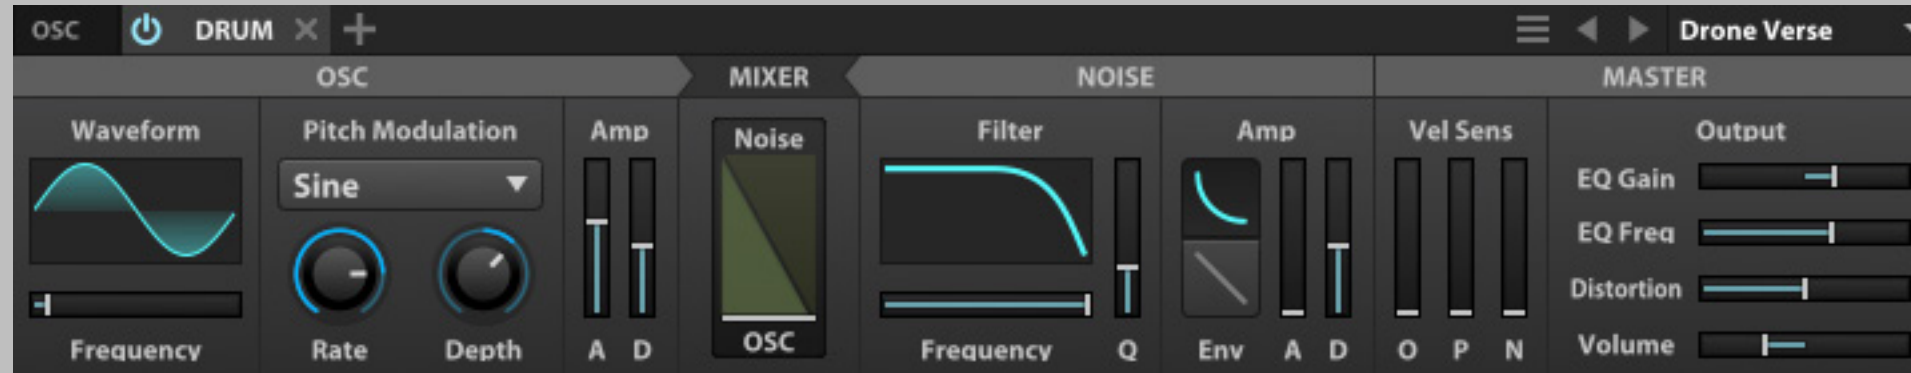 OSC DRUM Drone Verse
OSC MIXER NOISE MASTER
Waveform Pitch Modulation Amp Noise Filter Amp Vel Sens Output
Sine
EQ Gain
EQ Freq
Distortion
Volume
Frequency Rate Depth A D OSC Frequency Q Env A D O P N